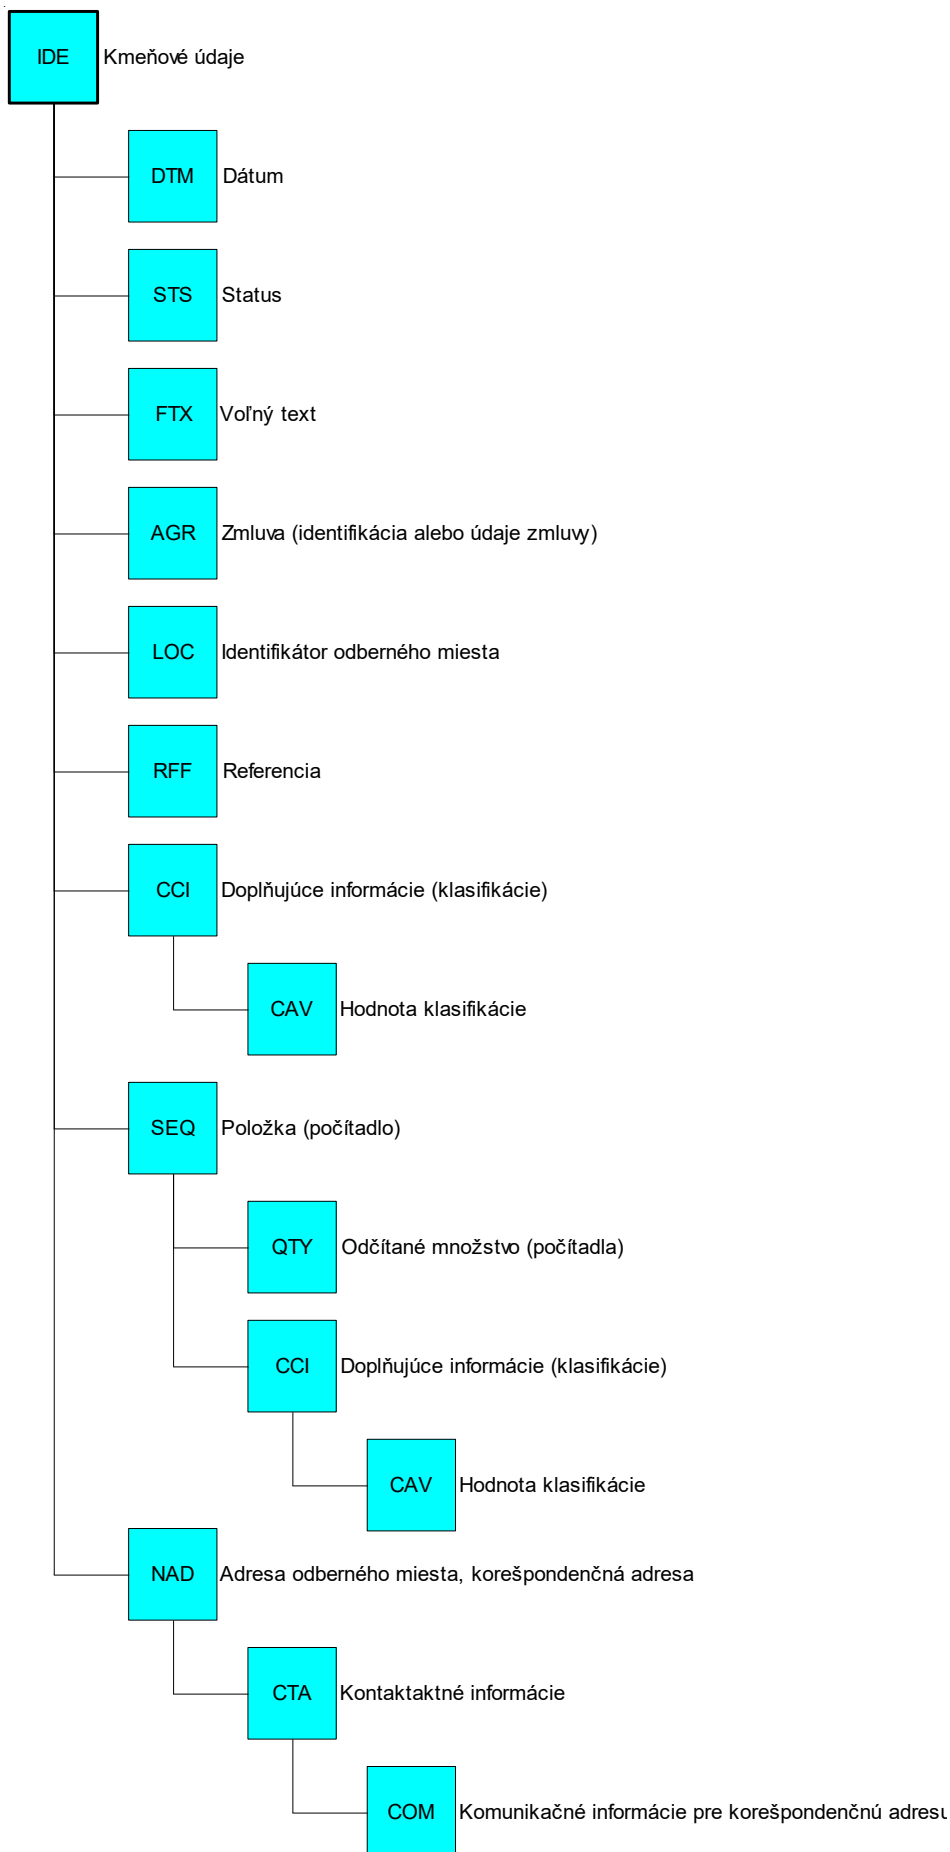 IDE Kmeňové údaje
DTM Dátum
STS Status
FTX Voľný text
AGR Zmluva (identifikácia alebo údaje zmluvy)
LOC Identifikátor odberného miesta
RFF Referencia
CCI Doplňujúce informácie (klasifikácie)
CAV Hodnota klasifikácie
SEQ Položka (počítadlo)
QTY Odčítané množstvo (počítadla)
CCI Doplňujúce informácie (klasifikácie)
CAV Hodnota klasifikácie
NAD Adresa odberného miesta, korešpondenčná adresa
CTA Kontaktaktné informácie
COM Komunikačné informácie pre korešpondenčnú adresu